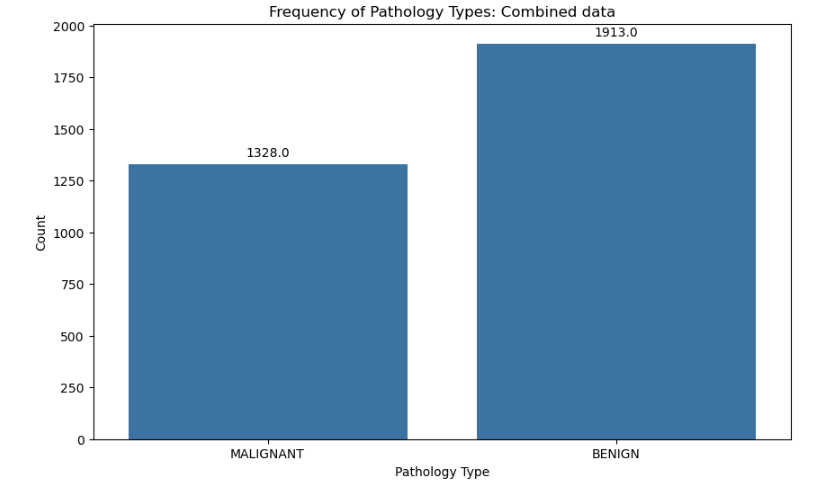 Frequency of Pathology Types: Combined data
2000
1913.0
1750
1500
1328.0
1250
Count
1000
750
500
250
0
MALIGNANT BENIGN
Pathology Type